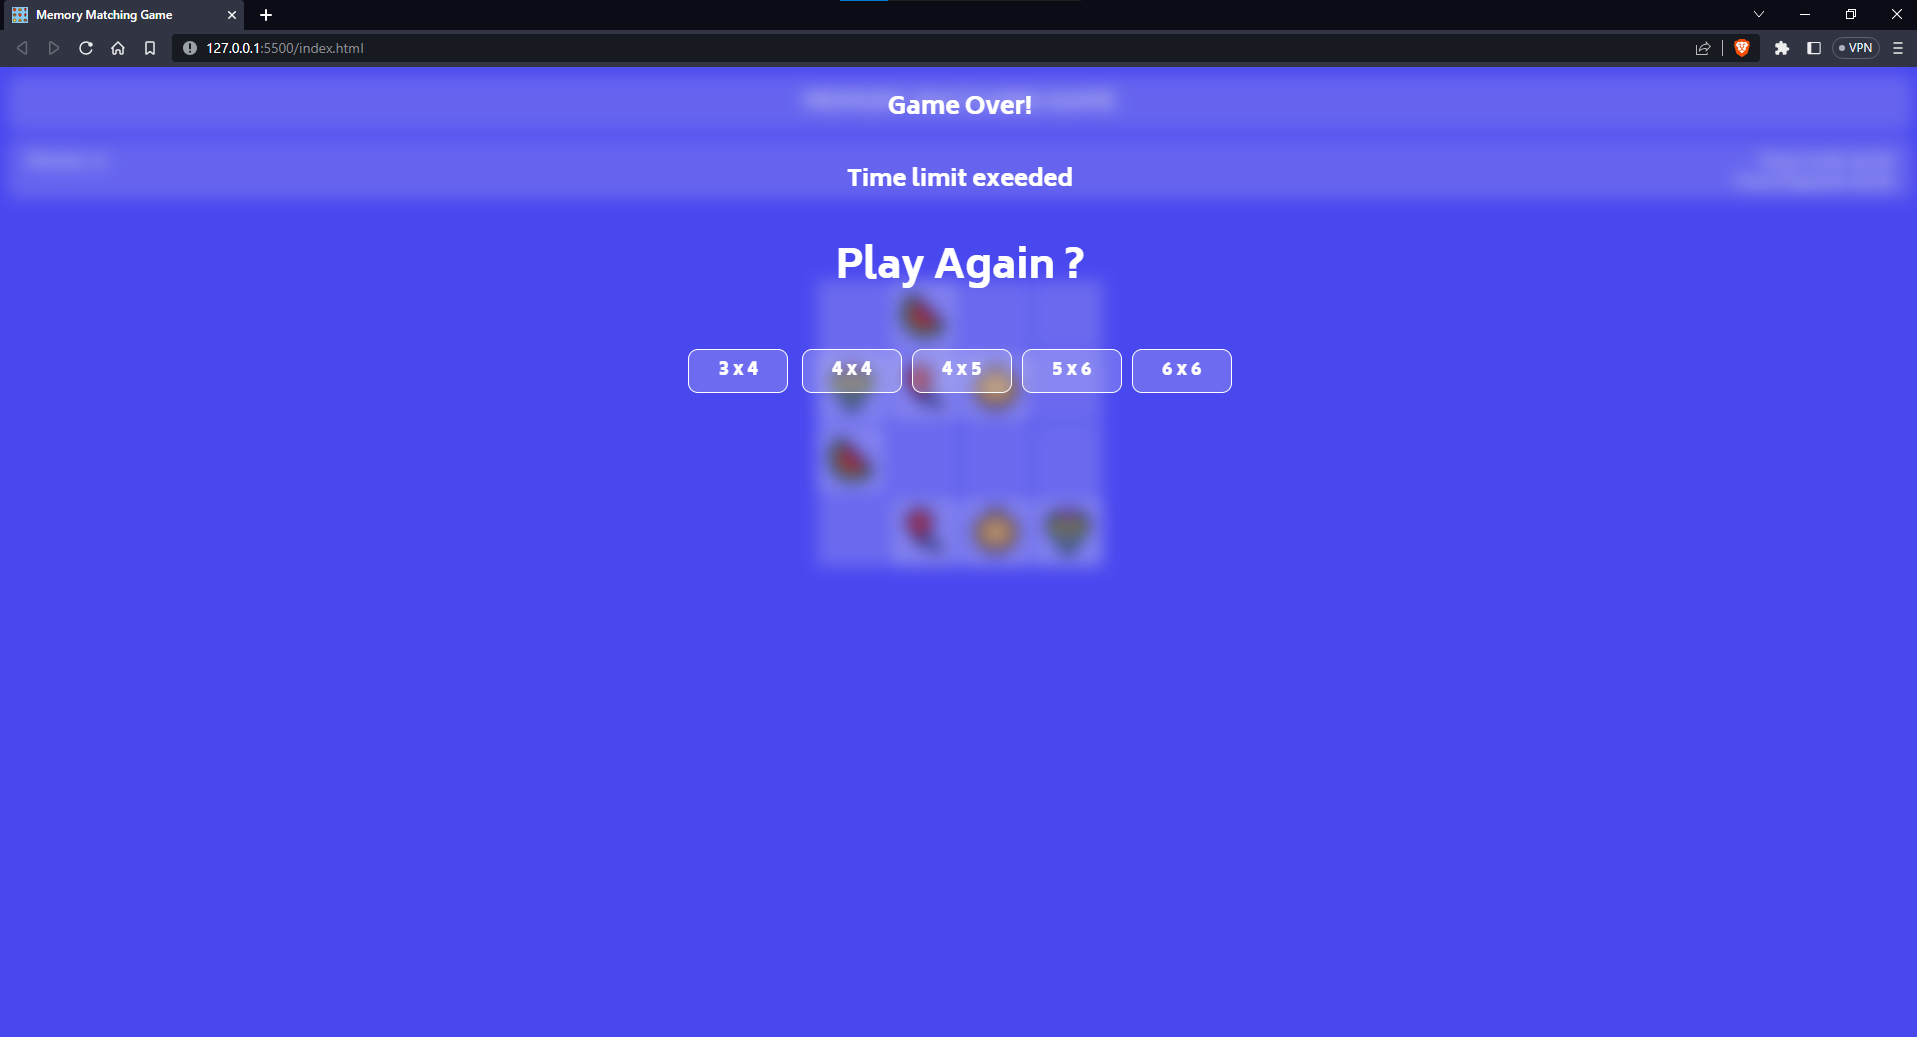 Memory Matching Game
127.0.0.1:5500/index.html
VPN
Game Over!
Time limit exeeded
Play Again ?
3 x 4
4 x 4
4 x 5
5 x 6
6 x 6